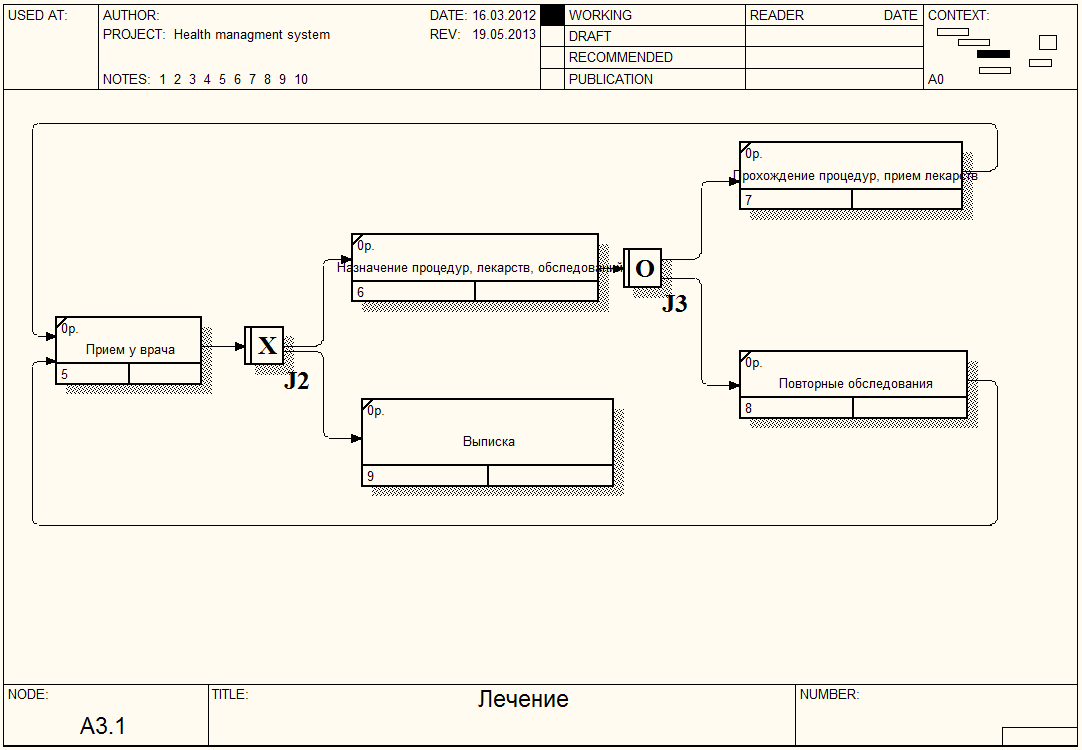 USED AT:
AUTHOR:
DATE: 16.03.2012
PROJECT: Health managment system
REV: 19.05.2013
NOTES: 1 2 3 4 5 6 7 8 9 10
WORKING
DRAFT
RECOMMENDED
PUBLICATION
READER DATE
CONTEXT:
A0
0р.
Прохождение процедур, прием лекарств
7
0р.
Назначение процедур, лекарств, обследований
6
O
J3
0р.
Прием у врача
5
X
J2
0р.
Повторные обследования
8
0р.
Выписка
9
NODE:
A3.1
TITLE:
Лечение
NUMBER: